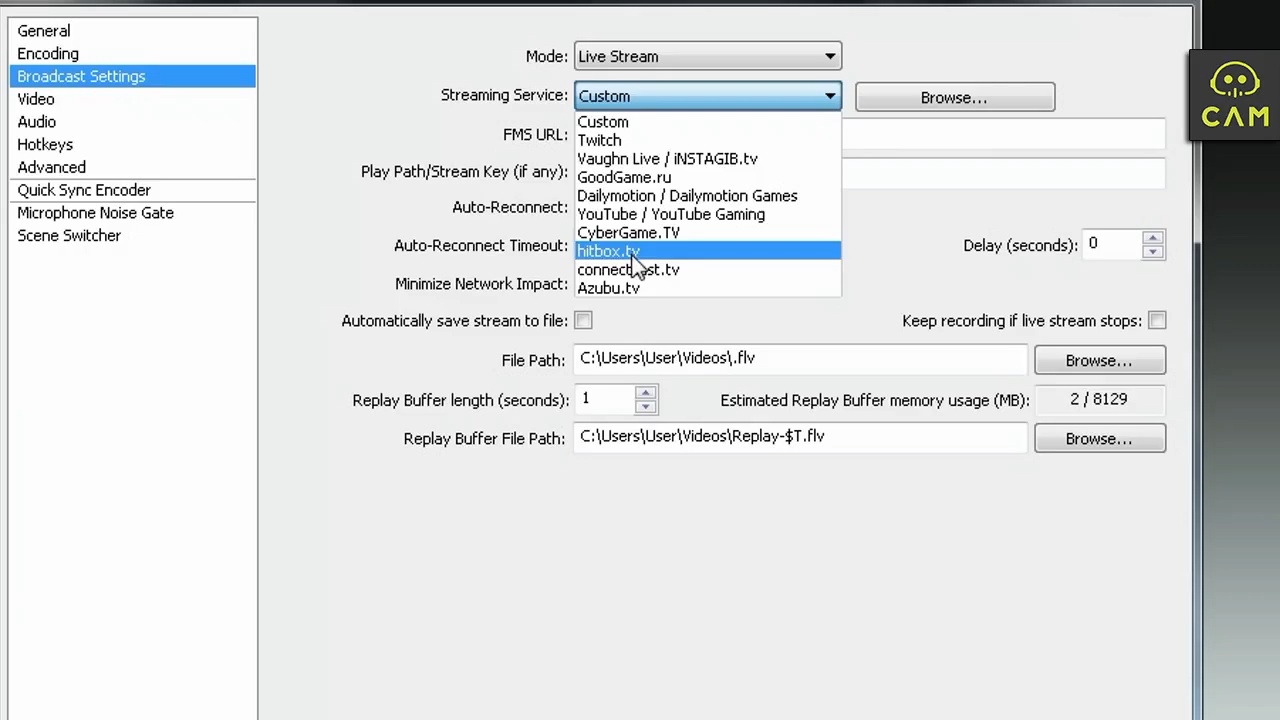 General
Encoding
Broadcast Settings
Video
Audio
Hotkeys
Advanced
Quick Sync Encoder
Microphone Noise Gate
Scene Switcher
Mode: Live Stream
Streaming Service: Custom Browse...
Custom
Twitch
Vaughn Live / iNSTAGIB.tv
GoodGame.ru
Dailymotion / Dailymotion Games
YouTube / YouTube Gaming
CyberGame.TV
hitbox.tv
Azubu.tv
FMS URL:
Play Path/Stream Key (if any):
Auto-Reconnect:
Auto-Reconnect Timeout: Delay (seconds): 0
Minimize Network Impact:
Automatically save stream to file: Keep recording if live stream stops:
File Path: C:\Users\User\Videos\.flv Browse...
Replay Buffer length (seconds): 1 Estimated Replay Buffer memory usage (MB): 2 / 8129
Replay Buffer File Path: C:\Users\User\Videos\Replay-$T.flv Browse...
CAM